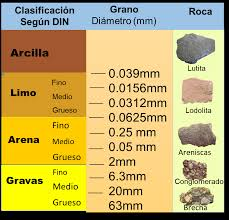 Clasificación Según DIN
Grano Diámetro (mm)
Roca
Arcilla
0.039mm
Lutita
Limo
Fino
Medio
Grueso
0.0156mm
0.0312mm
0.0625mm
Lodolita
Arena
Fino
Medio
Grueso
0.25 mm
0.05 mm
2mm
Areniscas
Gravas
Fino
Medio
Grueso
6.3mm
20mm
63mm
Conglomerado
Brecha